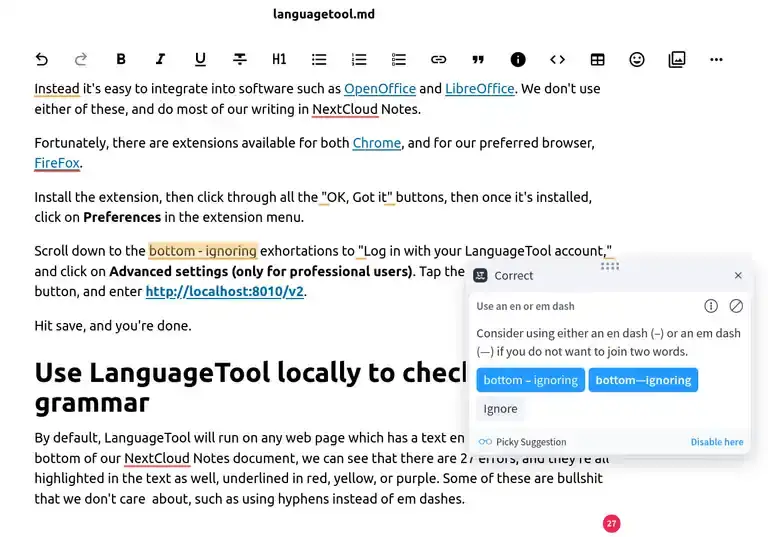 languagetool.md
B I U S H1
Instead it's easy to integrate into software such as OpenOffice and LibreOffice. We don't use
either of these, and do most of our writing in NextCloud Notes.
Fortunately, there are extensions available for both Chrome, and for our preferred browser,
FireFox.
Install the extension, then click through all the "OK, Got it" buttons, then once it's installed,
click on Preferences in the extension menu.
Scroll down to the bottom - ignoring exhortations to "Log in with your LanguageTool account,"
and click on Advanced settings (only for professional users). Tap the
button, and enter http://localhost:8010/v2.
Hit save, and you're done.
Correct
Use an en or em dash
Consider using either an en dash (–) or an em dash
(—) if you do not want to join two words.
bottom – ignoring bottom—ignoring
Ignore
Picky Suggestion Disable here
Use LanguageTool locally to check
grammar
By default, LanguageTool will run on any web page which has a text en
bottom of our NextCloud Notes document, we can see that there are 27 errors, and they're all
highlighted in the text as well, underlined in red, yellow, or purple. Some of these are bullshit
that we don't care  about, such as using hyphens instead of em dashes.
27